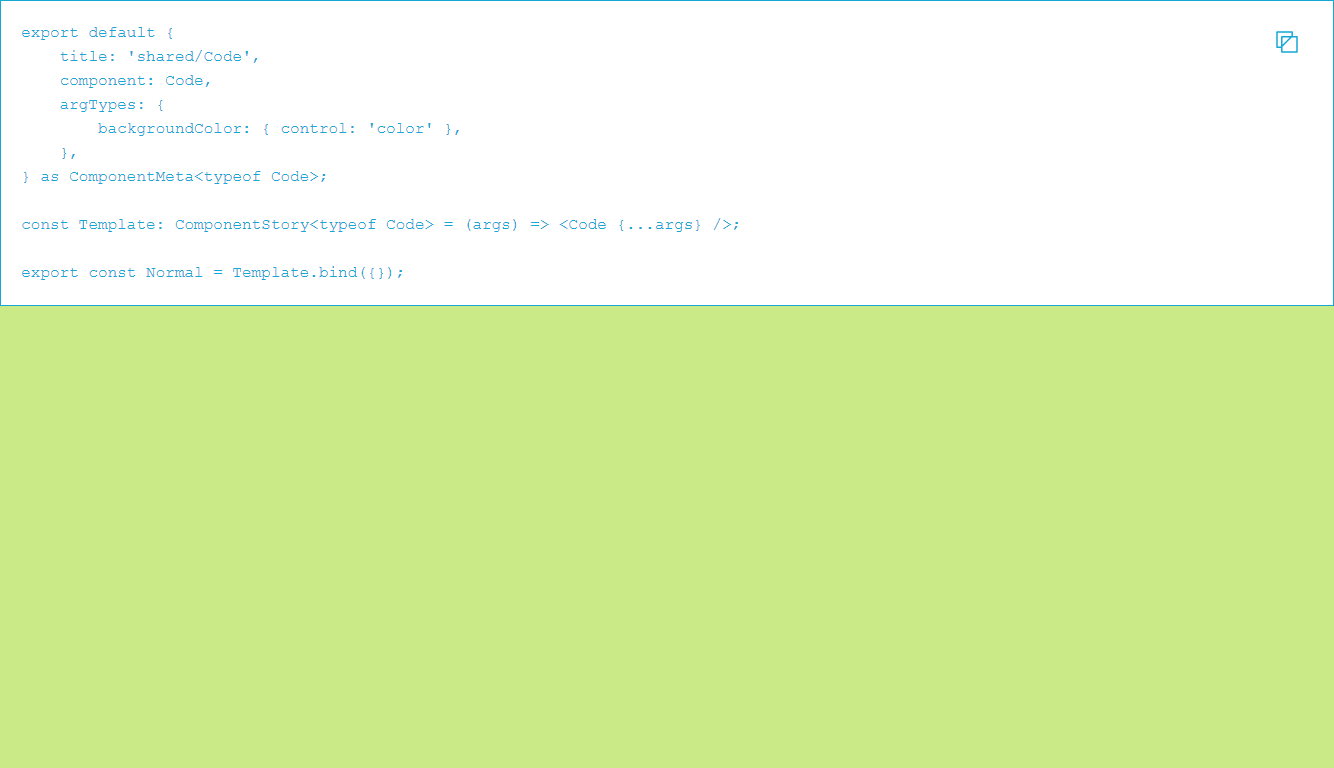 export default {
    title: 'shared/Code',
    component: Code,
    argTypes: {
        backgroundColor: { control: 'color' },
    },
} as ComponentMeta<typeof Code>;

const Template: ComponentStory<typeof Code> = (args) => <Code {...args} />;

export const Normal = Template.bind({});